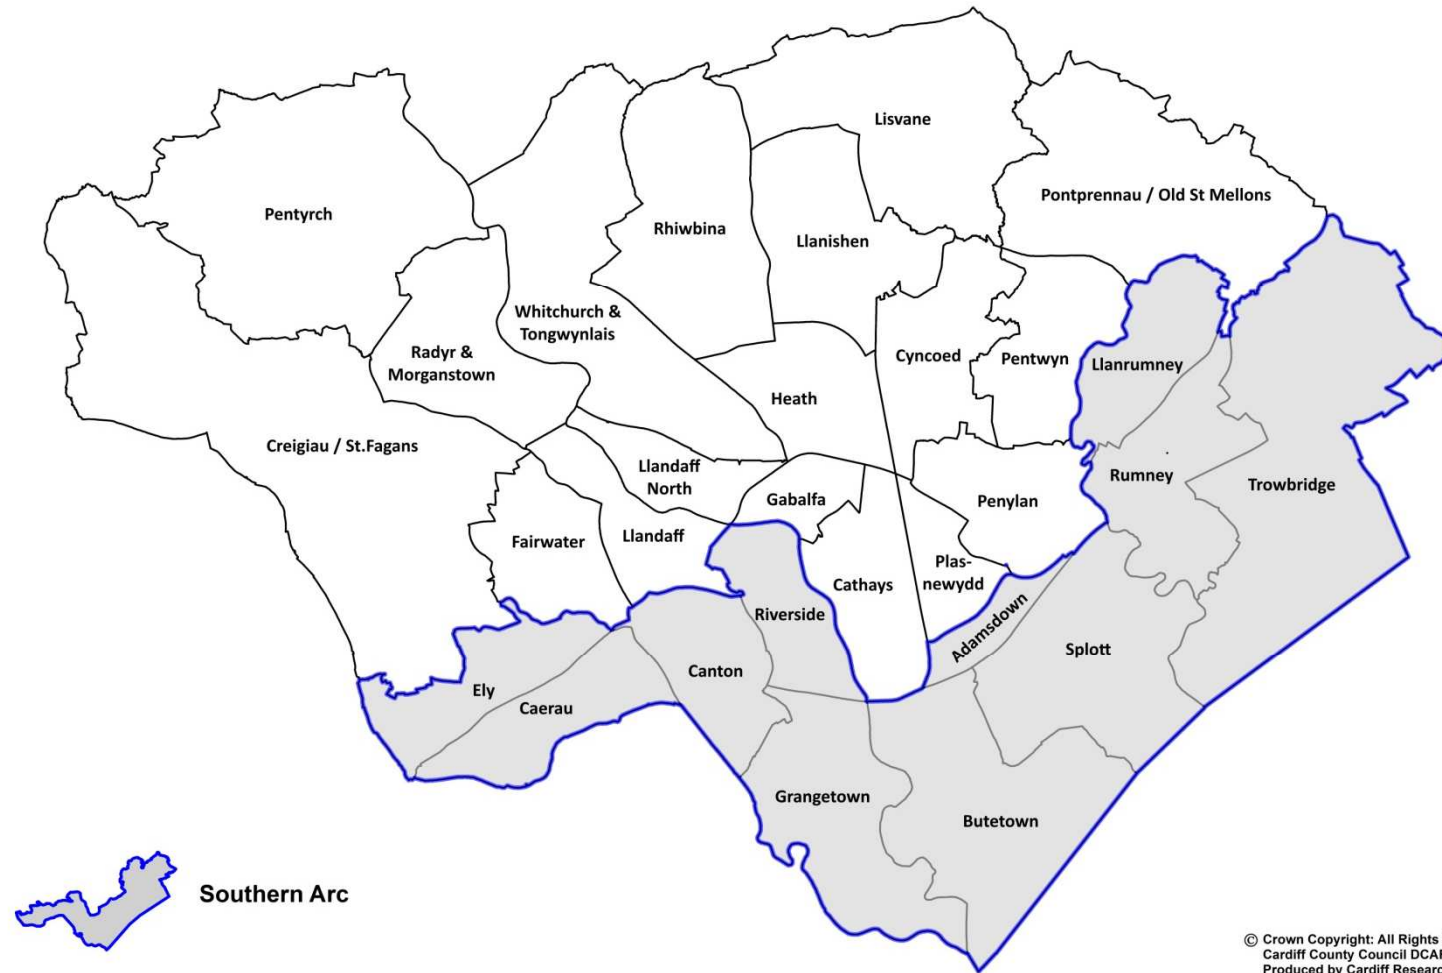 Lisvane
Pontprennau / Old St Mellons
Pentyrch
Rhiwbina
Llanishen
Whitchurch &
Tongwynlais
Radyr &
Morganstown
Cyncoed
Pentwyn
Llanrumney
Heath
Creigiau / St.Fagans
Llandaff
North
Gabalfa
Penylan
Rumney
Trowbridge
Fairwater
Llandaff
Cathays
Plas-
newydd
Riverside
Adamsdown
Splott
Ely
Caerau
Canton
Grangetown
Butetown
Southern Arc
© Crown Copyright: All Rights
Cardiff County Council
Produced by Cardiff